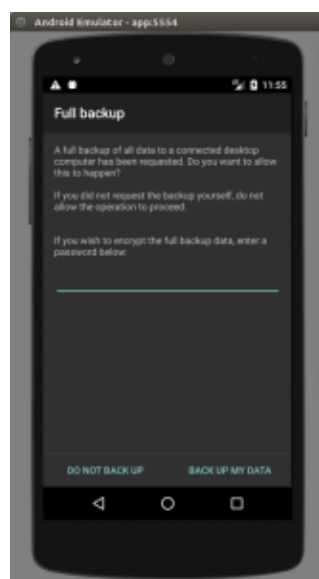 Android Emulator - app:5554
11:55
Full backup
A full backup of all data to a connected desktop
computer has been requested. Do you want to allow
this to happen?
If you did not request the backup yourself, do not
allow the operation to proceed.
If you wish to encrypt the full backup data, enter a
password below:
DO NOT BACK UP BACK UP MY DATA